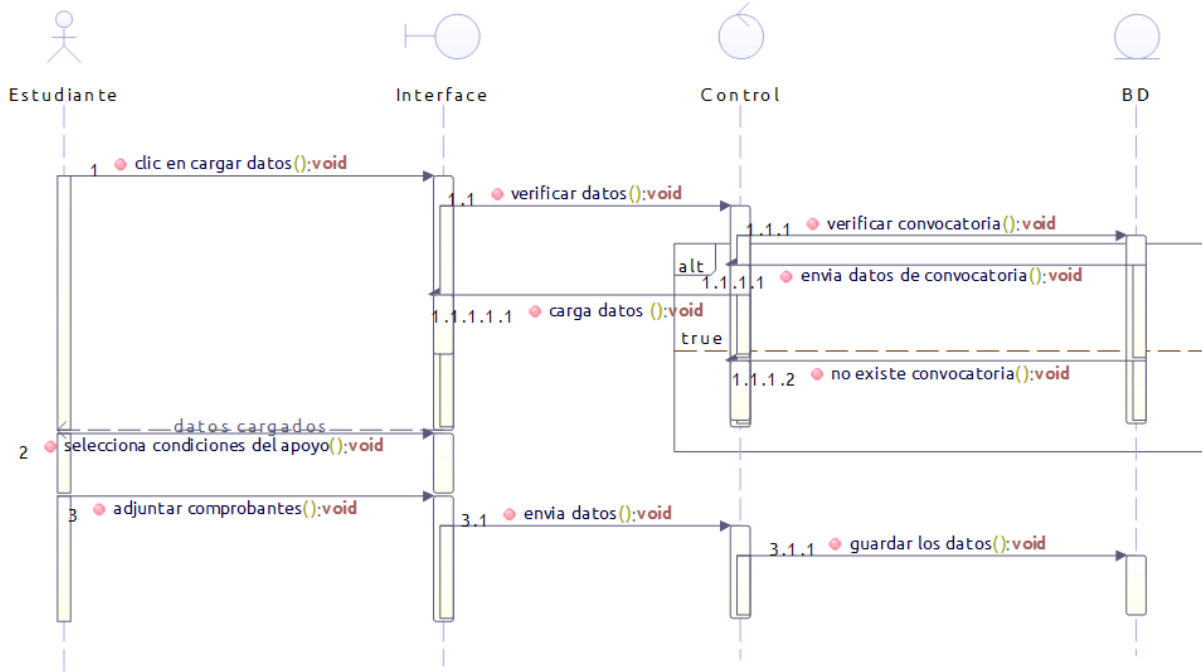 Estudiante Interface Control BD
1 clic en cargar datos():void
1.1 verificar datos():void
1.1.1 verificar convocatoria():void
alt
1.1.1.1 envia datos de convocatoria():void
1.1.1.1.1 carga datos ():void
true
1.1.1.2 no existe convocatoria():void
datos cargados
2 selecciona condiciones del apoyo():void
3 adjuntar comprobantes():void
3.1 envia datos():void
3.1.1 guardar los datos():void